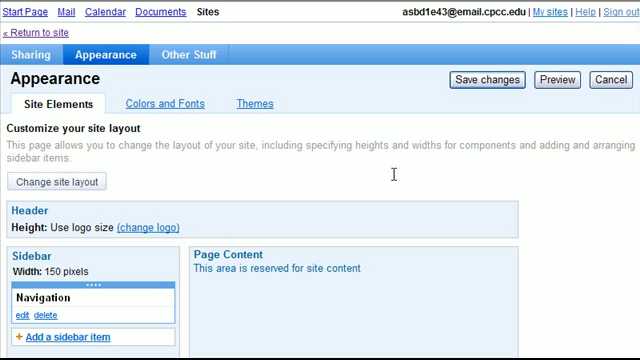 Start Page Mail Calendar Documents Sites asbd1e43@email.cpcc.edu | My sites | Help | Sign out
« Return to site
Sharing Appearance Other Stuff
Appearance Save changes Preview Cancel
Site Elements Colors and Fonts Themes
Customize your site layout
This page allows you to change the layout of your site, including specifying heights and widths for components and adding and arranging
sidebar items.
Change site layout
Header
Height: Use logo size (change logo)
Sidebar
Width: 150 pixels
Navigation
edit delete
+ Add a sidebar item
Page Content
This area is reserved for site content